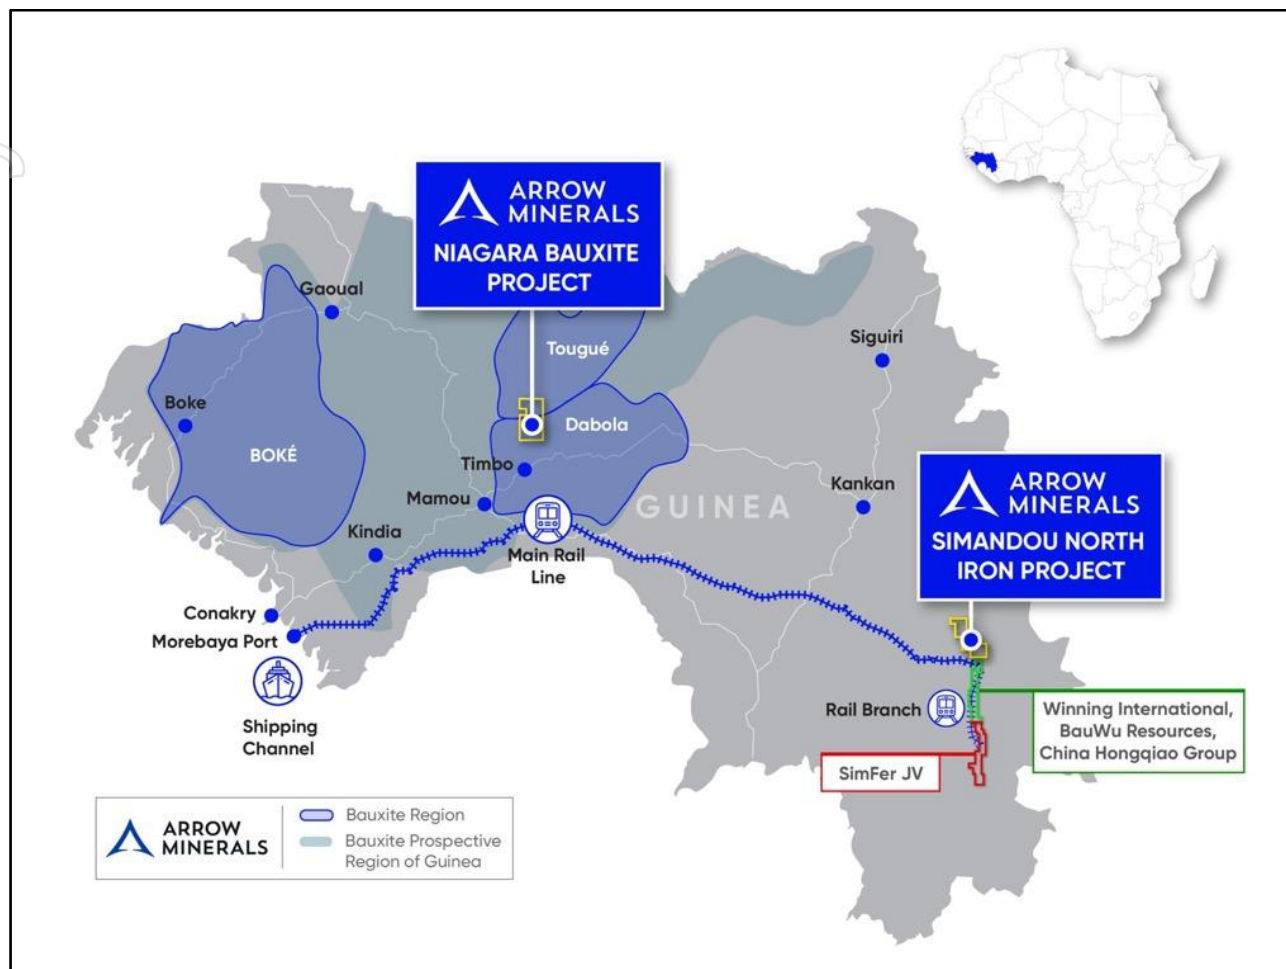 ARROW
MINERALS
NIAGARA BAUXITE
PROJECT
Gaoual
Tougué
Siguiri
Boke
Dabola
BOKÉ
Timbo
Mamou
GUINEA
Kankan
Kindia
Main Rail
Line
ARROW
MINERALS
SIMANDOU NORTH
IRON PROJECT
Conakry
Morebaya Port
Shipping
Channel
Rail Branch
Winning International,
BauWu Resources,
China Hongqiao Group
SimFer JV
ARROW
MINERALS
Bauxite Region
Bauxite Prospective
Region of Guinea